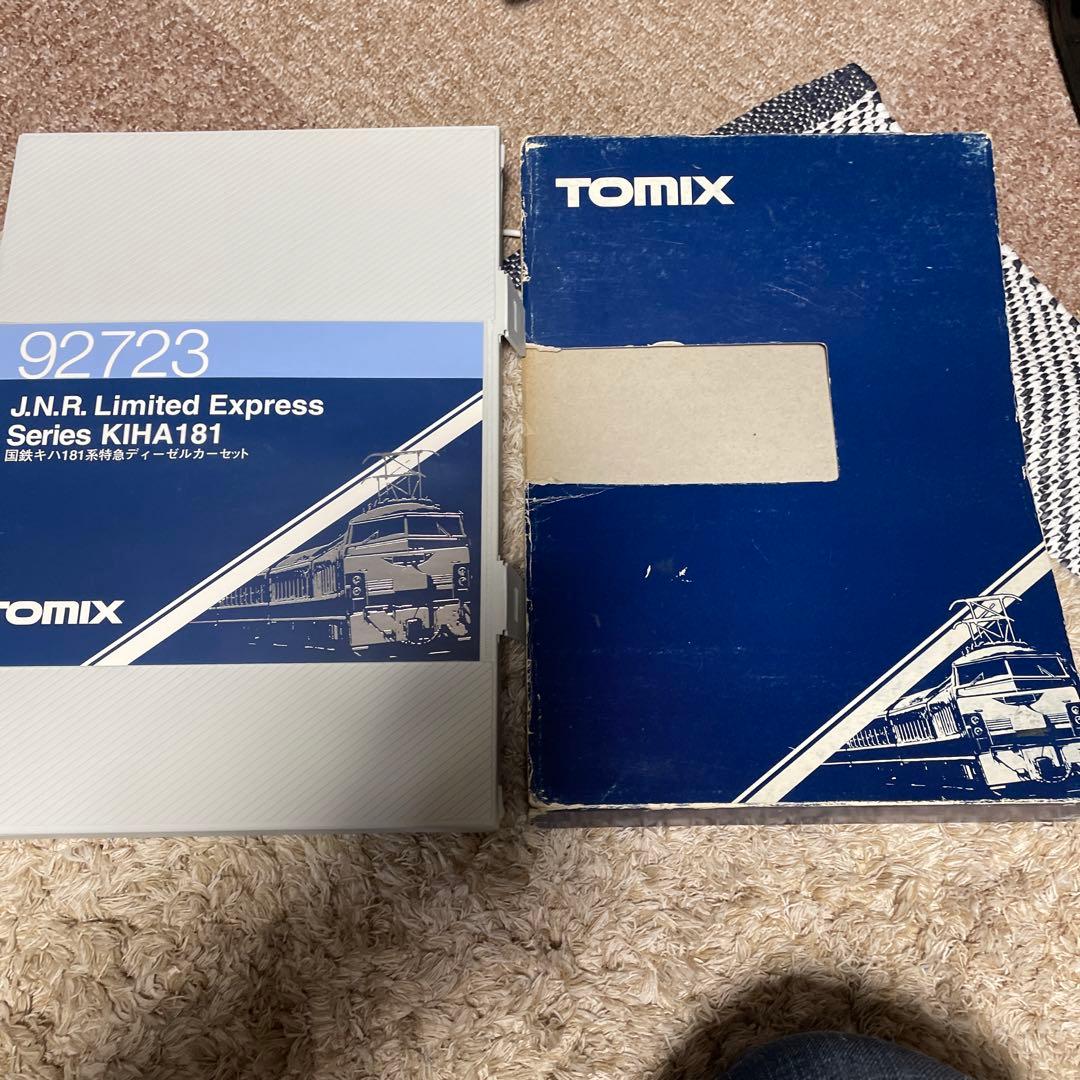 92723
J.N.R. Limited Express
Series KIHA181
国鉄キハ181系特急ディーゼルカーセット
TOMIX
TOMIX